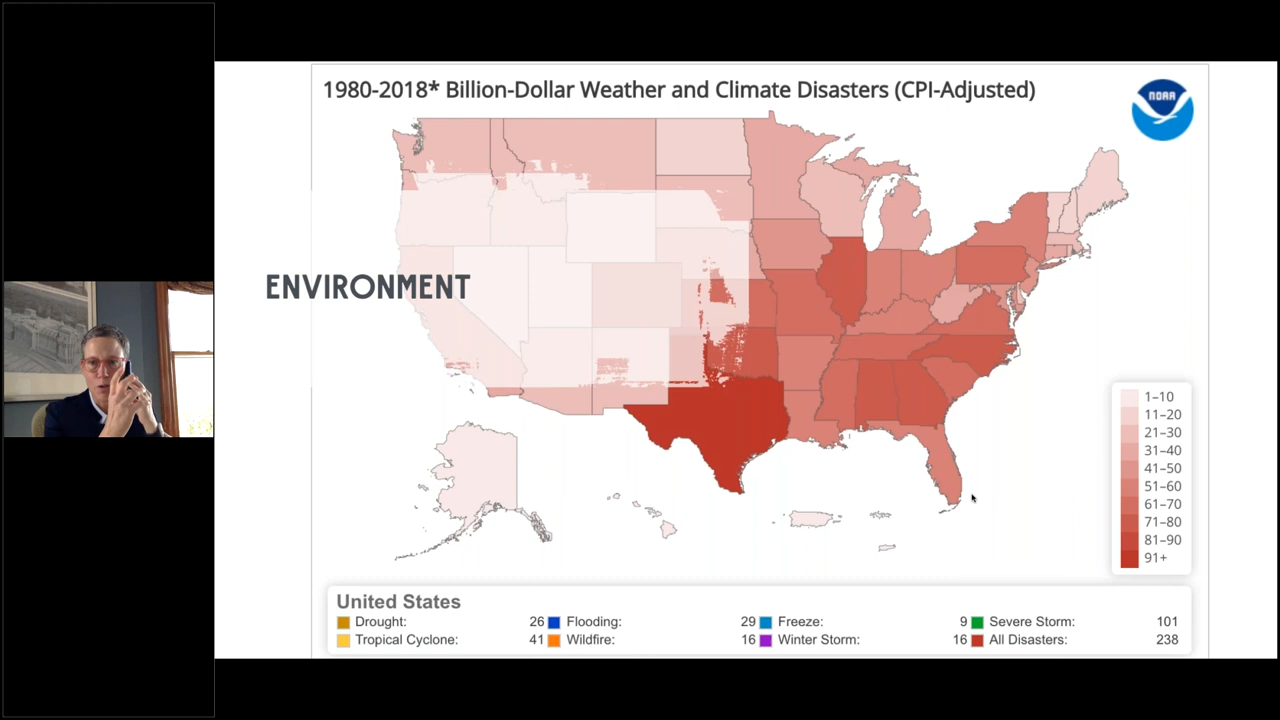 1980-2018* Billion-Dollar Weather and Climate Disasters (CPI-Adjusted)
NOAA
ENVIRONMENT
1–10
11–20
21–30
31–40
41–50
51–60
61–70
71–80
81–90
91+
United States
Drought: 26 Flooding: 29 Freeze: 9 Severe Storm: 101
Tropical Cyclone: 41 Wildfire: 16 Winter Storm: 16 All Disasters: 238